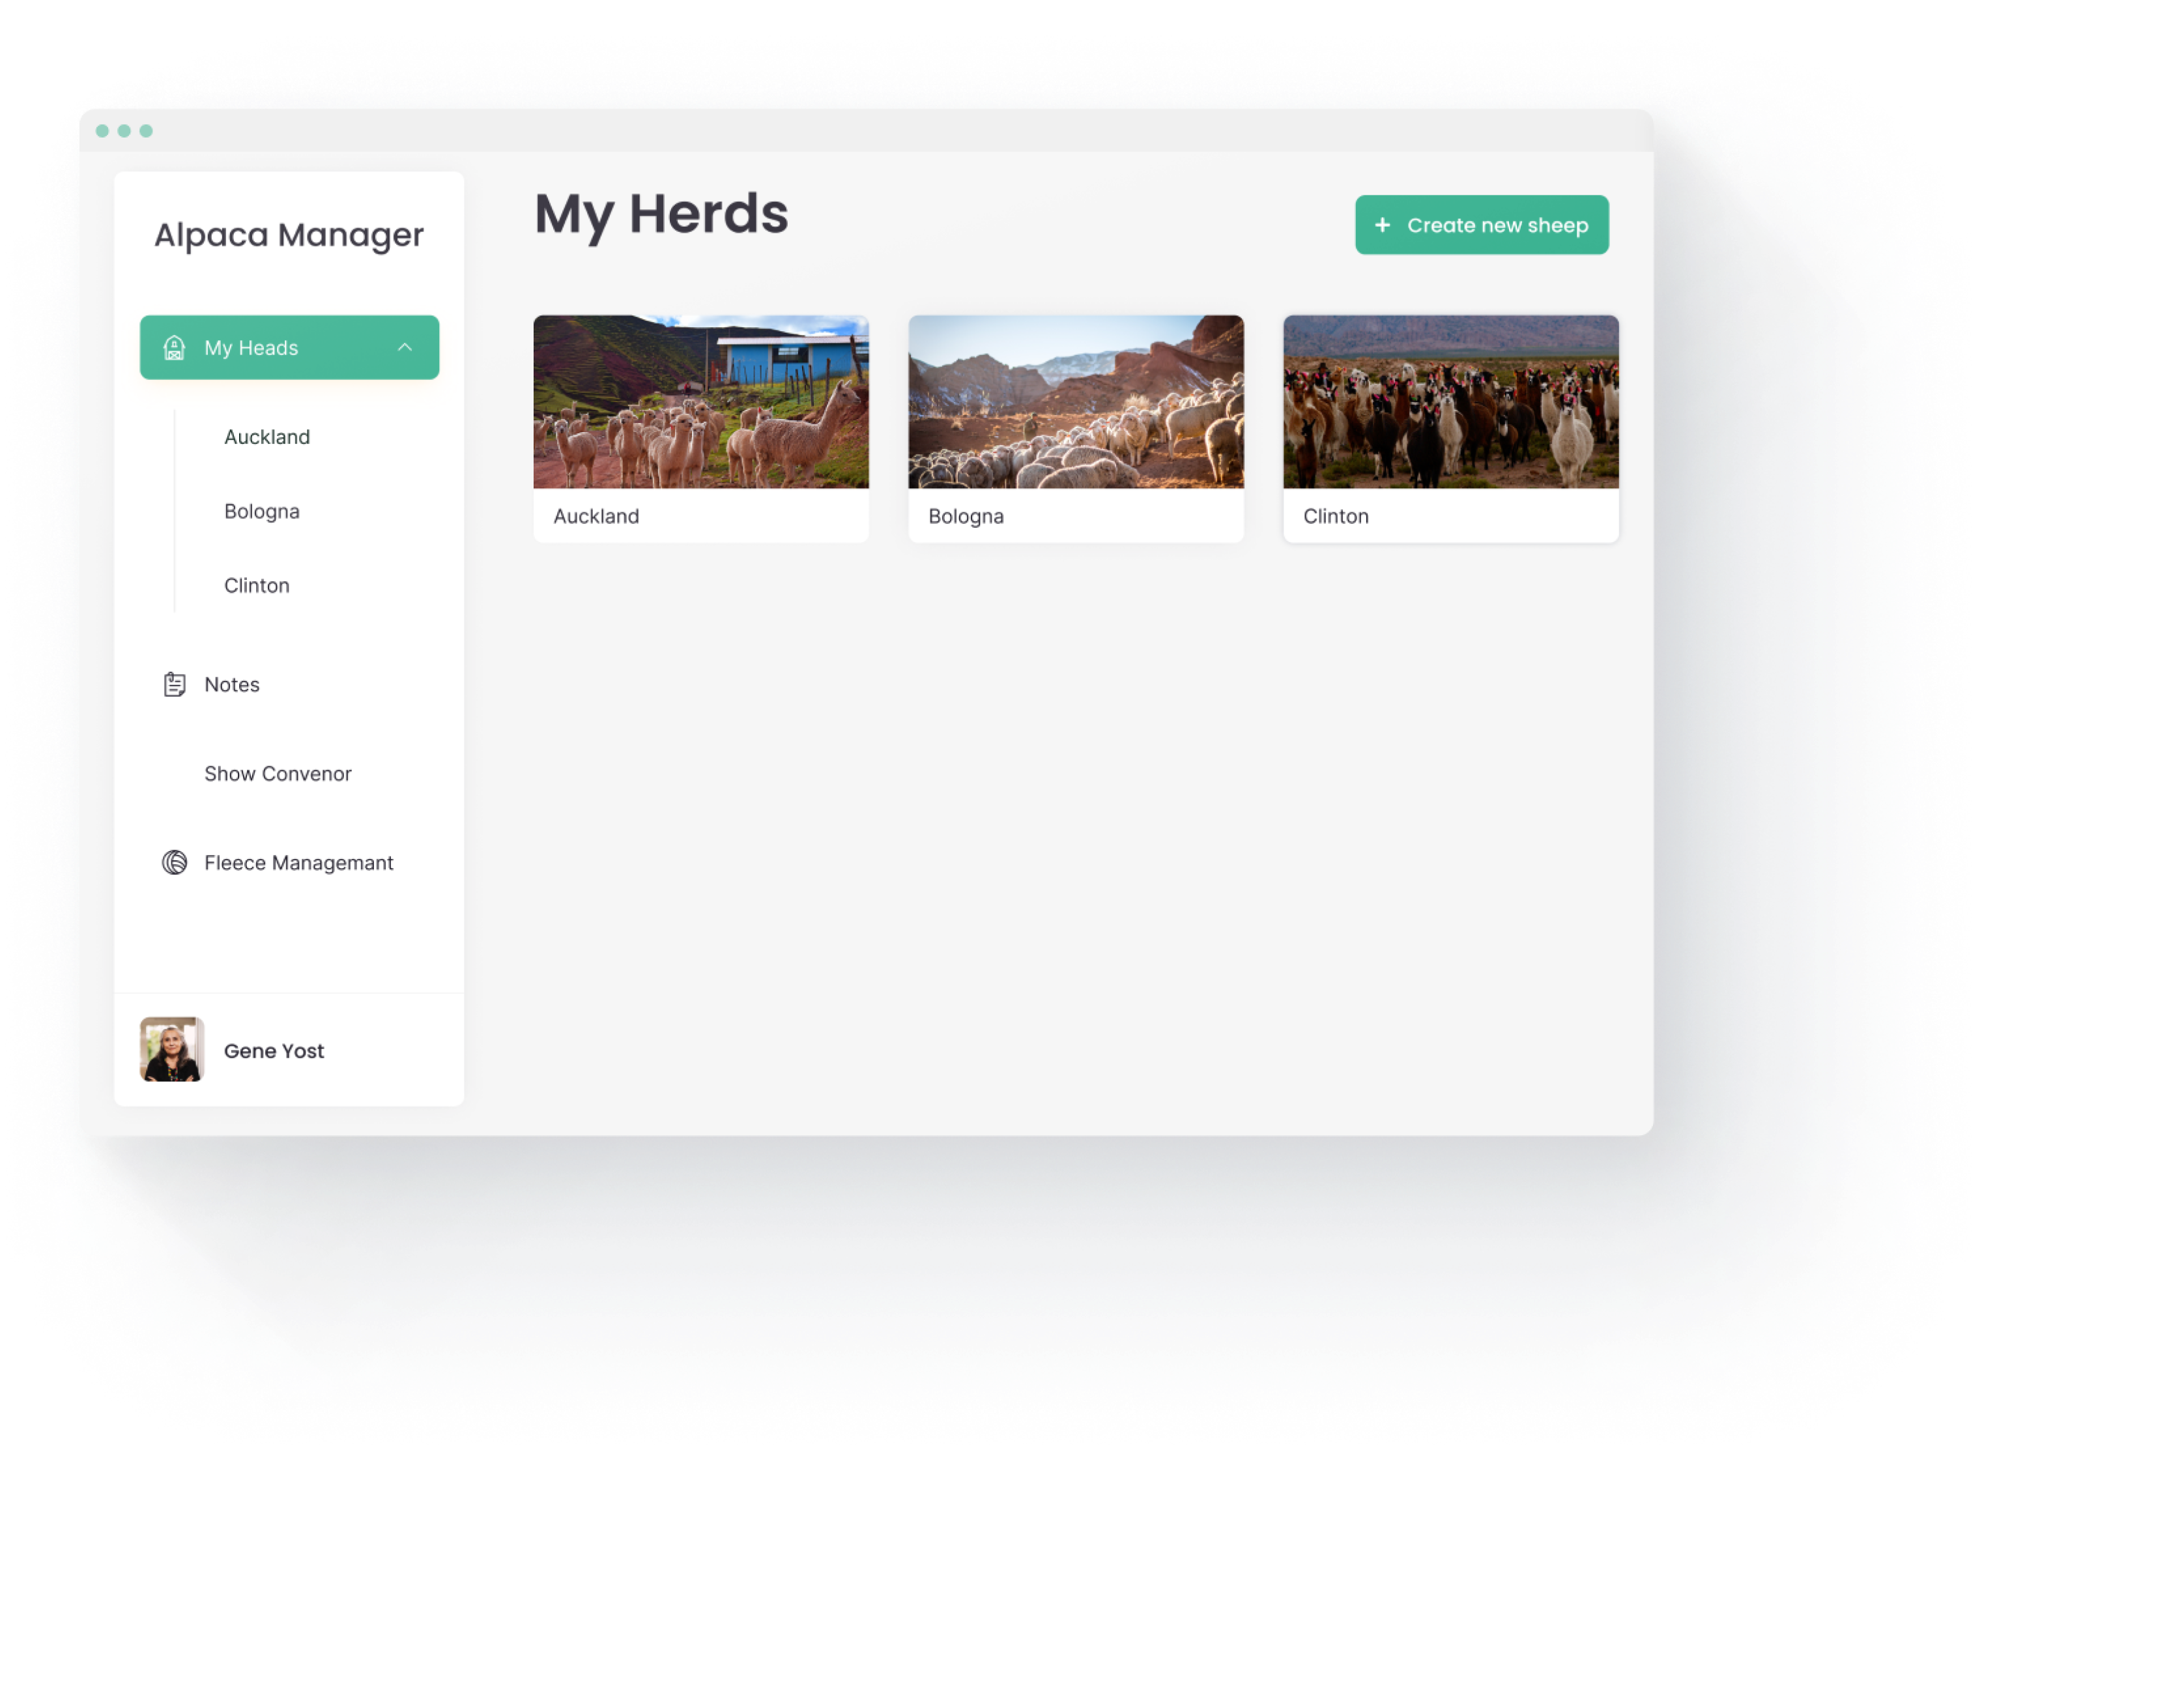 Alpaca Manager
My Heads
Auckland
Bologna
Clinton
Notes
Show Convenor
Fleece Managemant
Gene Yost
My Herds
+ Create new sheep
Auckland
Bologna
Clinton